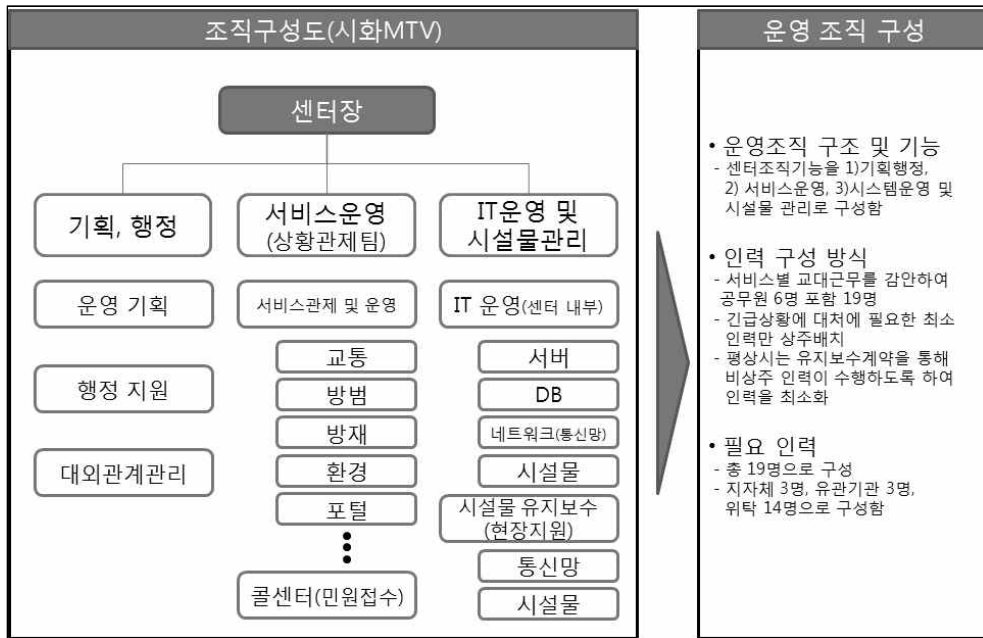 조직구성도(시화MTV)
센터장
기획, 행정
운영 기획
행정 지원
대외관계관리
서비스운영
(상황관제팀)
서비스관제 및 운영
교통
방범
방재
환경
포털
콜센터(민원접수)
IT운영 및
시설물관리
IT 운영(센터 내부)
서버
DB
네트워크(통신망)
시설물
시설물 유지보수
(현장지원)
통신망
시설물
운영 조직 구성
• 운영조직 구조 및 기능
- 센터조직기능을 1)기획행정,
2) 서비스운영, 3)시스템운영 및
시설물 관리로 구성함
• 인력 구성 방식
- 서비스별 교대근무를 감안하여
공무원 6명 포함 19명
- 긴급상황에 대처에 필요한 최소
인력만 상주배치
- 평상시는 유지보수계약을 통해
비상주 인력이 수행하도록 하여
인력을 최소화
• 필요 인력
- 총 19명으로 구성
- 지자체 3명, 유관기관 3명,
위탁 14명으로 구성함